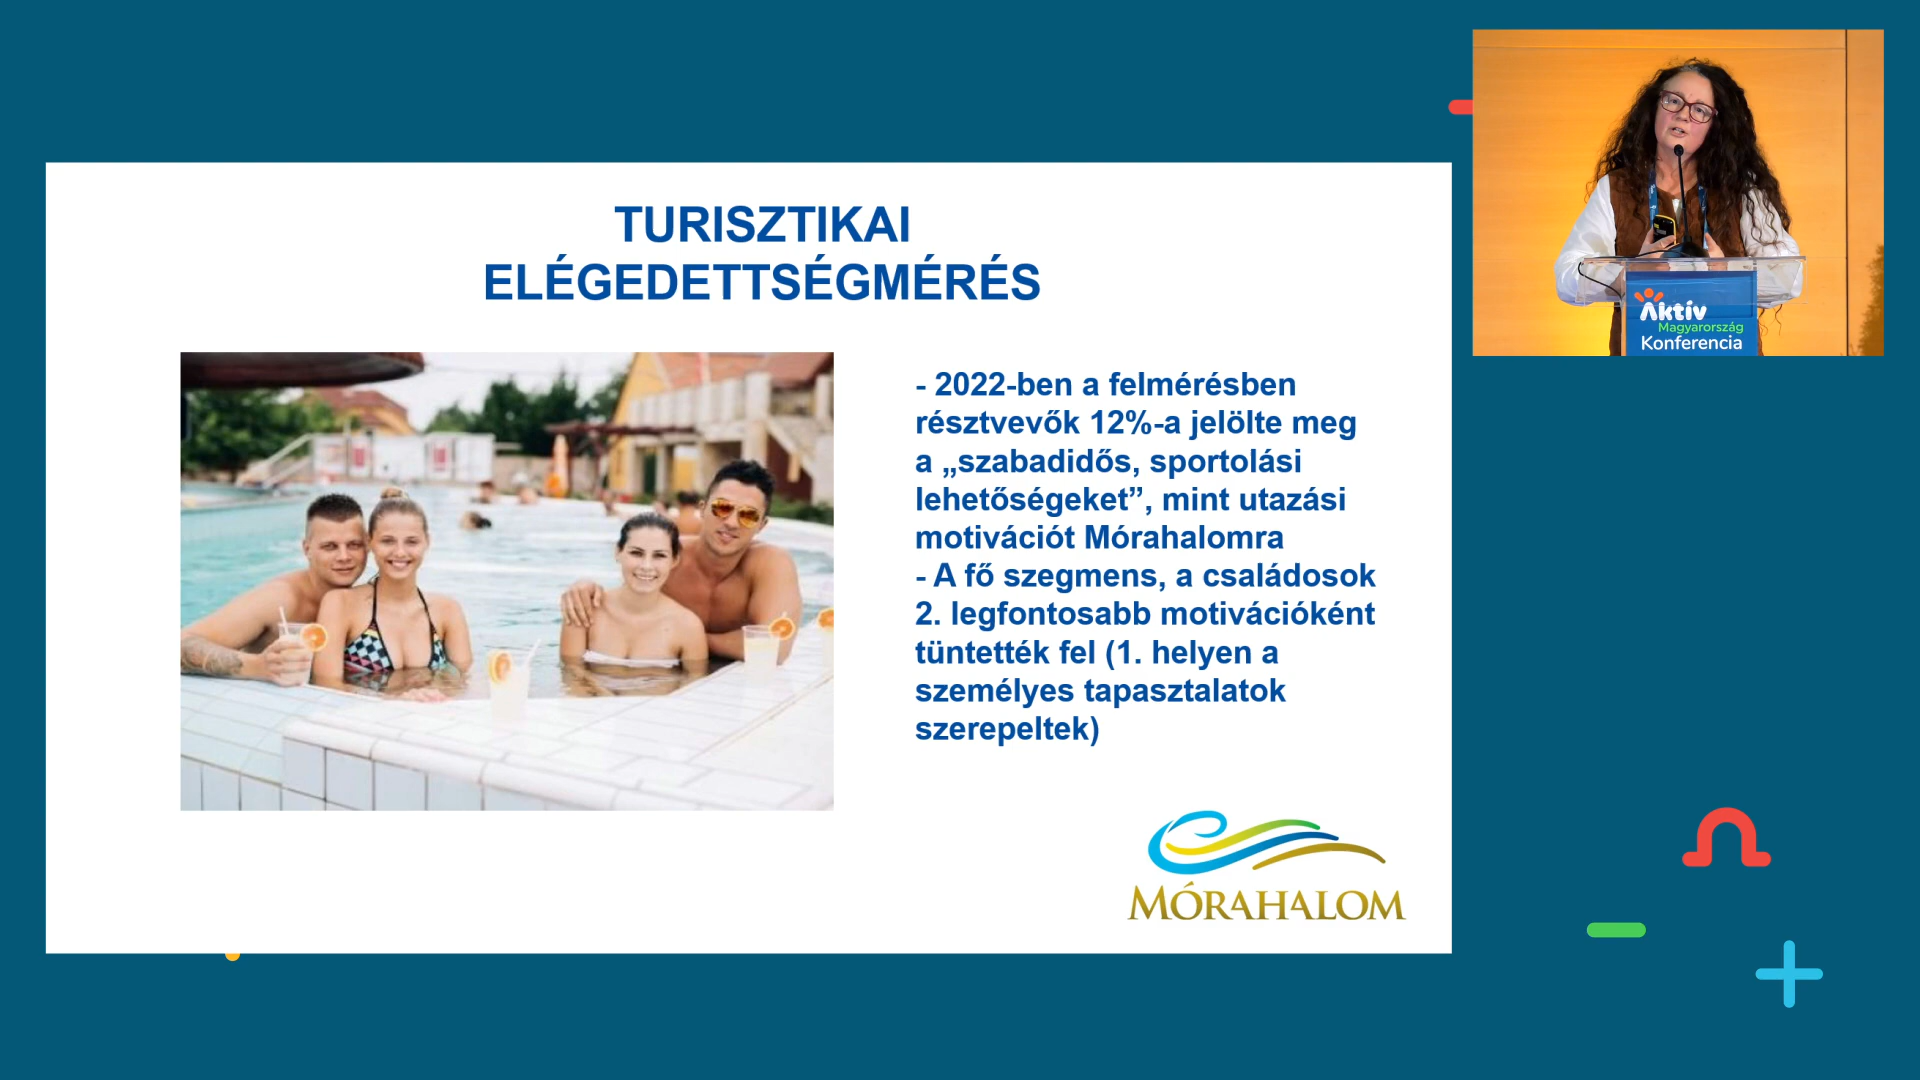 TURISZTIKAI
ELÉGEDETTSÉGMÉRÉS
- 2022-ben a felmérésben
résztvevők 12%-a jelölte meg
a „szabadidős, sportolási
lehetőségeket”, mint utazási
motivációt Mórahalomra
- A fő szegmens, a családosok
2. legfontosabb motivációként
tüntették fel (1. helyen a
személyes tapasztalatok
szerepeltek)
MÓRAHALOM
Aktív
Magyarország
Konferencia